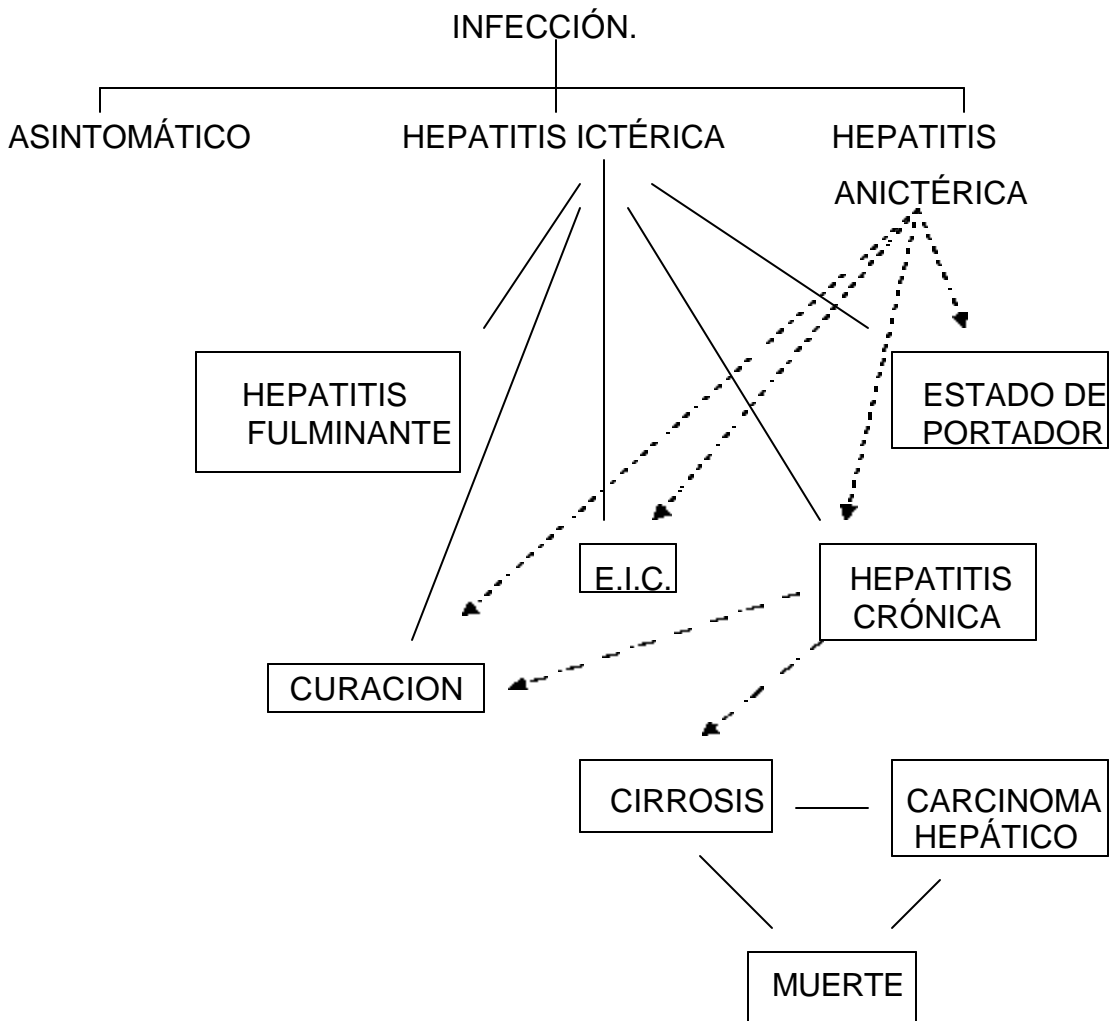 INFECCIÓN.
ASINTOMÁTICO
HEPATITIS ICTÉRICA
HEPATITIS
ANICTÉRICA
HEPATITIS
FULMINANTE
ESTADO DE
PORTADOR
E.I.C.
HEPATITIS
CRÓNICA
CURACION
CIRROSIS
CARCINOMA
HEPÁTICO
MUERTE